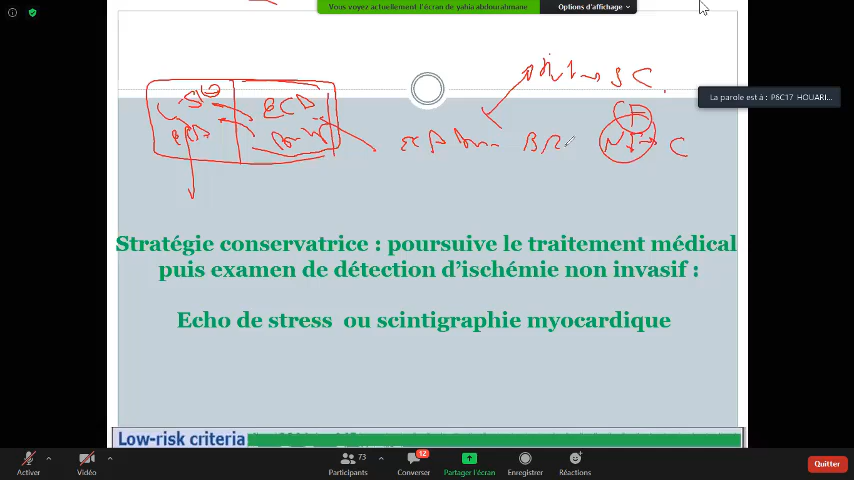 Vous voyez actuellement l'écran de yahia abdourahmane
Options d'affichage
La parole est à : P6C17 HOUARI...
Stratégie conservatrice : poursuive le traitement médical
puis examen de détection d'ischémie non invasif :
Echo de stress ou scintigraphie myocardique
Low-risk criteria
Activer
Vidéo
73
Participants
12
Converser
Partager l'écran
Enregistrer
Réactions
Quitter